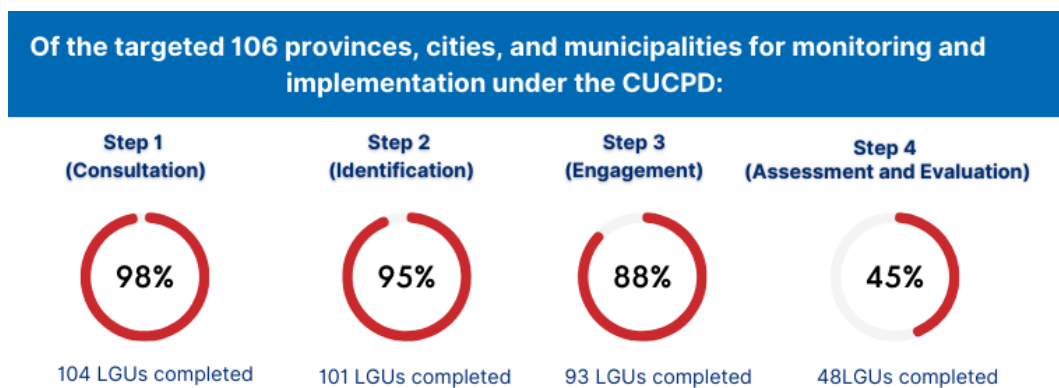 Of the targeted 106 provinces, cities, and municipalities for monitoring and
implementation under the CUCPD:
Step 1
(Consultation)
98%
104 LGUs completed
Step 2
(Identification)
95%
101 LGUs completed
Step 3
(Engagement)
88%
93 LGUs completed
Step 4
(Assessment and Evaluation)
45%
48LGUs completed